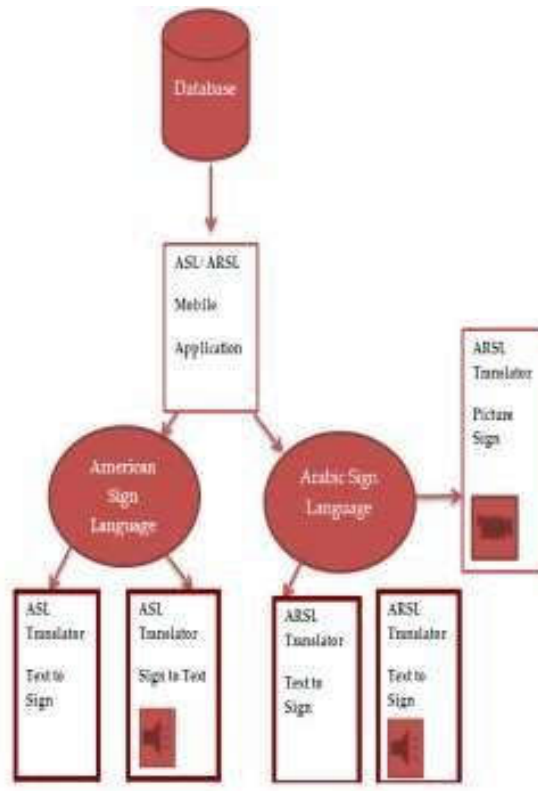 Database
ASL/ARSL
Mobile
Application
American
Sign
Language
Arabic Sign
Language
ARSL
Translator
Picture
Sign
ASL
Translator
Text to
Sign
ASL
Translator
Sign to Text
ARSL
Translator
Text to
Sign
ARSL
Translator
Text to
Sign